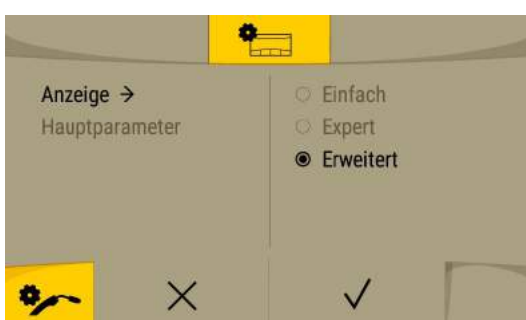 Anzeige →
Hauptparameter
Einfach
Expert
Erweitert